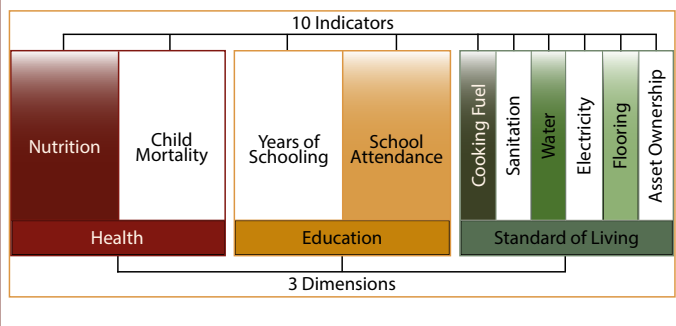 10 Indicators
Nutrition
Child
Mortality
Years of
Schooling
School
Attendance
Cooking Fuel
Sanitation
Water
Electricity
Flooring
Asset Ownership
Health
Education
Standard of Living
3 Dimensions